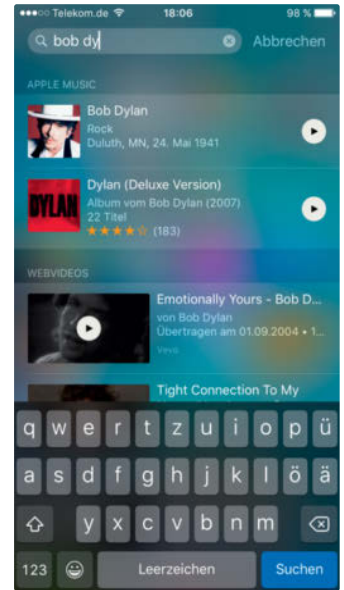 Telekom.de 18:06 98 %
bob dy Abbrechen
APPLE MUSIC
Bob Dylan
Rock
Duluth, MN, 24. Mai 1941
DYLAN
Dylan (Deluxe Version)
Album vom Bob Dylan (2007)
22 Titel
★★★★☆ (183)
WEBVIDEOS
Emotionally Yours - Bob D...
von Bob Dylan
Übertragen am 01.09.2004 • 1...
Vevo
Tight Connection To My
q w e r t z u i o p ü
a s d f g h j k l ö ä
y x c v b n m
123 Leerzeichen Suchen